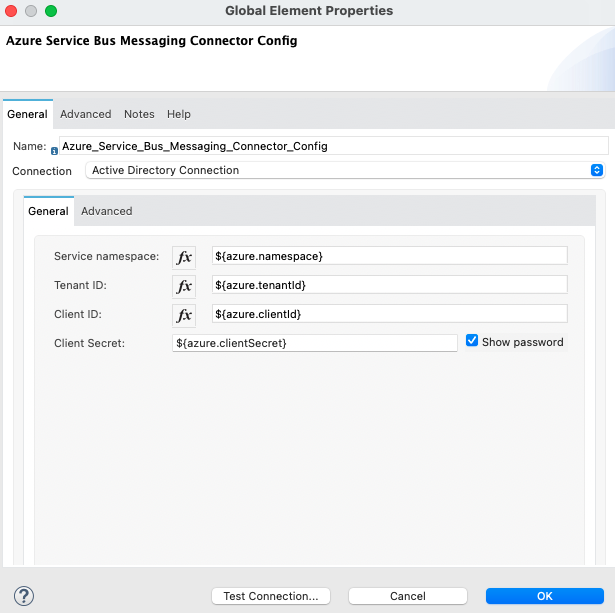 Global Element Properties
Azure Service Bus Messaging Connector Config
General Advanced Notes Help
Name: Azure_Service_Bus_Messaging_Connector_Config
Connection Active Directory Connection
General Advanced
Service namespace: fx ${azure.namespace}
Tenant ID: fx ${azure.tenantId}
Client ID: fx ${azure.clientId}
Client Secret: ${azure.clientSecret} Show password
? Test Connection... Cancel OK